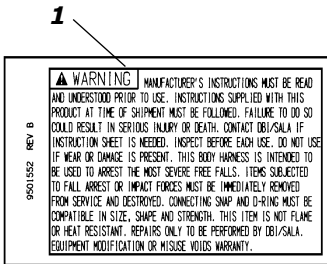 1
⚠ WARNING MANUFACTURER'S INSTRUCTIONS MUST BE READ
AND UNDERSTOOD PRIOR TO USE. INSTRUCTIONS SUPPLIED WITH THIS
PRODUCT AT TIME OF SHIPMENT MUST BE FOLLOWED. FAILURE TO DO SO
COULD RESULT IN SERIOUS INJURY OR DEATH. CONTACT DBI/SALA IF
INSTRUCTION SHEET IS NEEDED. INSPECT BEFORE EACH USE. DO NOT USE
IF WEAR OR DAMAGE IS PRESENT. THIS BODY HARNESS IS INTENDED TO
BE USED TO ARREST THE MOST SEVERE FREE FALLS. ITEMS SUBJECTED
TO FALL ARREST OR IMPACT FORCES MUST BE IMMEDIATELY REMOVED
FROM SERVICE AND DESTROYED. CONNECTING SNAP AND D-RING MUST BE
COMPATIBLE IN SIZE, SHAPE AND STRENGTH. THIS ITEM IS NOT FLAME
OR HEAT RESISTANT. REPAIRS ONLY TO BE PERFORMED BY DBI/SALA.
EQUIPMENT MODIFICATION OR MISUSE VOIDS WARRANTY.
9501552 REV B